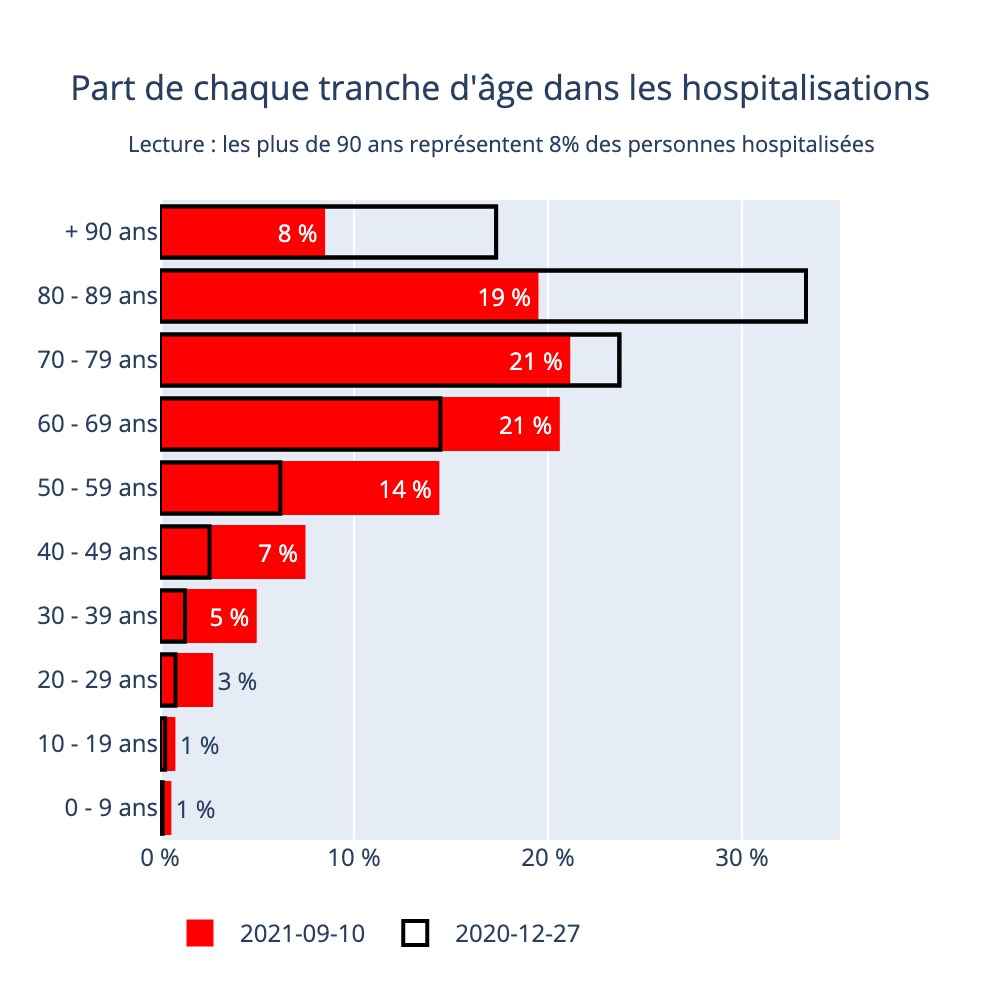 Part de chaque tranche d'âge dans les hospitalisations
Lecture : les plus de 90 ans représentent 8% des personnes hospitalisées
+ 90 ans 8 %
80 - 89 ans 19 %
70 - 79 ans 21 %
60 - 69 ans 21 %
50 - 59 ans 14 %
40 - 49 ans 7 %
30 - 39 ans 5 %
20 - 29 ans 3 %
10 - 19 ans 1 %
0 - 9 ans 1 %
0 % 10 % 20 % 30 %
2021-09-10 2020-12-27